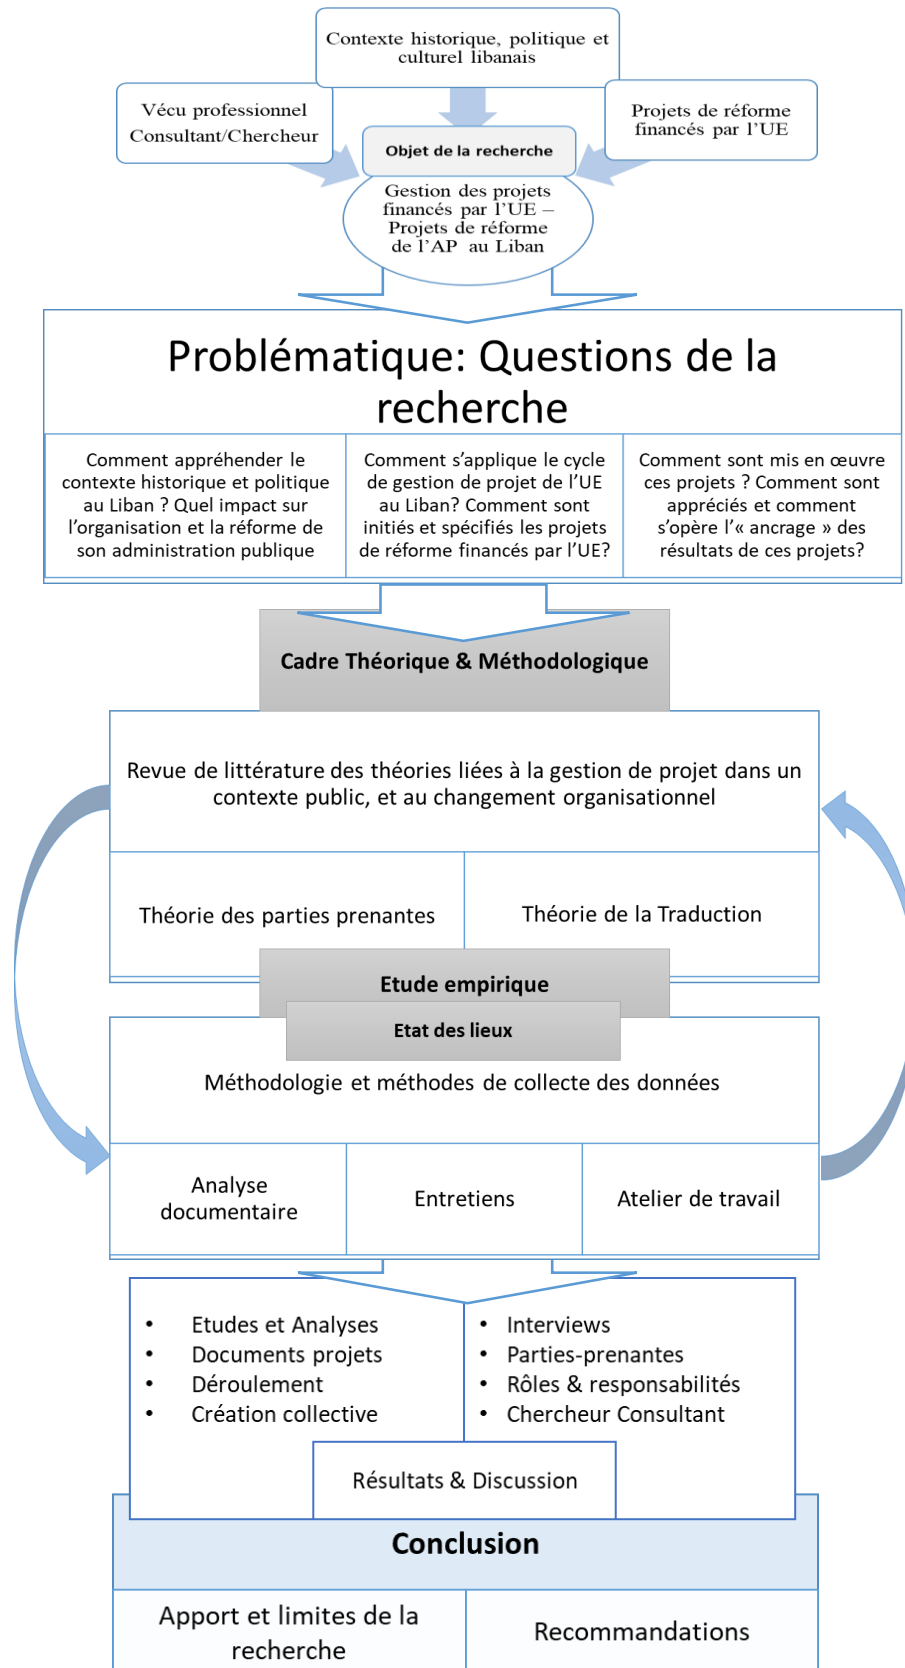 Contexte historique, politique et
culturel libanais
Vécu professionnel
Consultant/Chercheur
Projets de réforme
financés par l'UE
Objet de la recherche
Gestion des projets
financés par l'UE –
Projets de réforme
de l'AP au Liban
Problématique: Questions de la
recherche
Comment appréhender le
contexte historique et politique
au Liban ? Quel impact sur
l'organisation et la réforme de
son administration publique
Comment s'applique le cycle
de gestion de projet de l'UE
au Liban? Comment sont
initiés et spécifiés les projets
de réforme financés par l'UE?
Comment sont mis en œuvre
ces projets ? Comment sont
appréciés et comment
s'opère l'« ancrage » des
résultats de ces projets?
Cadre Théorique & Méthodologique
Revue de littérature des théories liées à la gestion de projet dans un
contexte public, et au changement organisationnel
Théorie des parties prenantes
Théorie de la Traduction
Etude empirique
Etat des lieux
Méthodologie et méthodes de collecte des données
Analyse
documentaire
Entretiens
Atelier de travail
• Etudes et Analyses
• Documents projets
• Déroulement
• Création collective
• Interviews
• Parties-prenantes
• Rôles & responsabilités
• Chercheur Consultant
Résultats & Discussion
Conclusion
Apport et limites de la
recherche
Recommandations